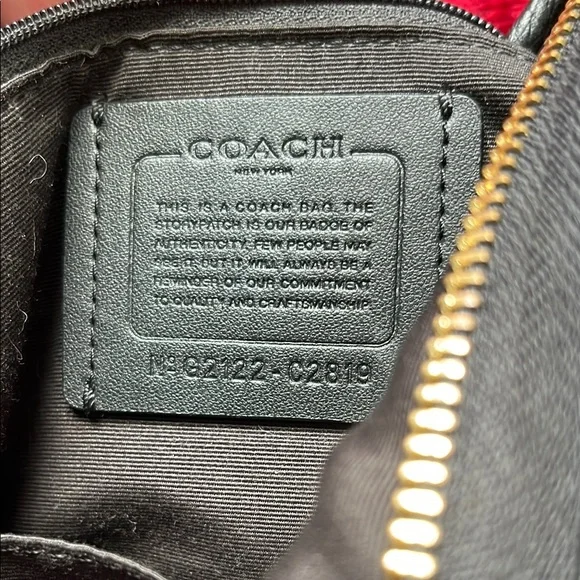 COACH
NEW YORK
THIS IS A COACH BAG. THE
STORYPATCH IS OUR BADGE OF
AUTHENTICITY. FEW PEOPLE MAY
SEE IT, BUT IT WILL ALWAYS BE A
REMINDER OF OUR COMMITMENT
TO QUALITY AND CRAFTSMANSHIP.
Nº G2122-C2819